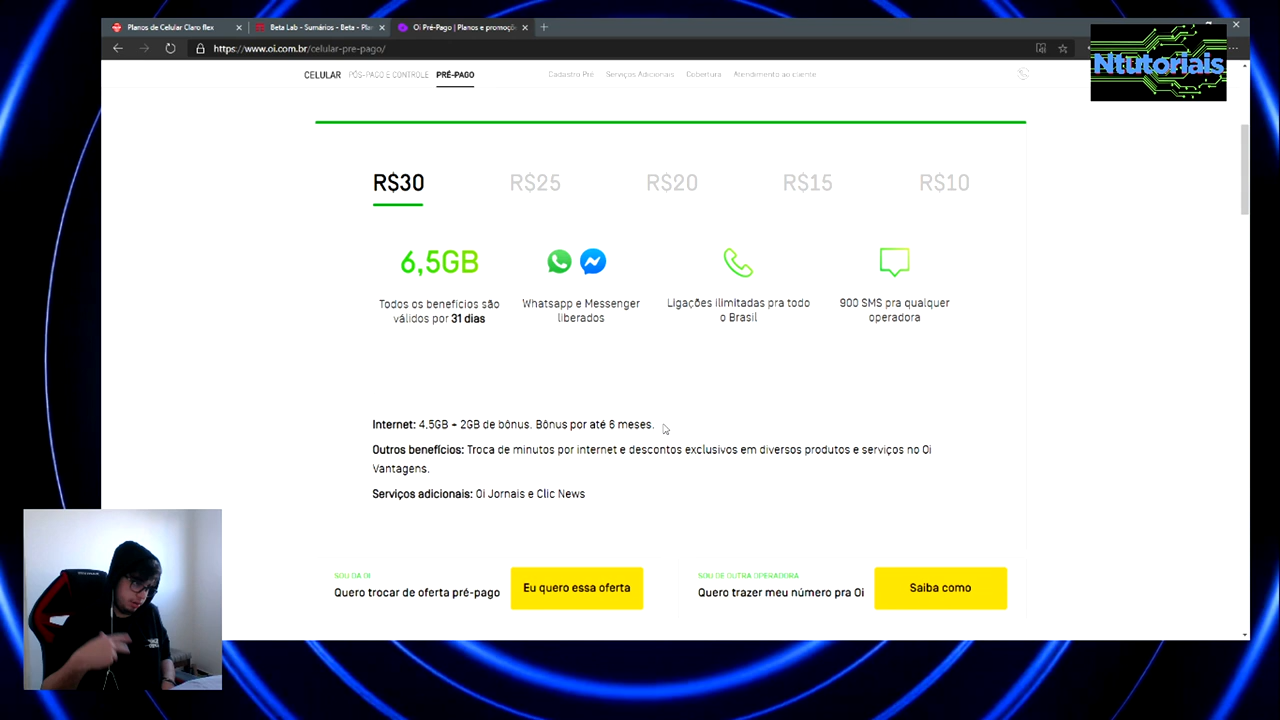 Planos de Celular Claro flex
Beta Lab - Sumários - Beta - Plan
Oi Pré-Pago | Planos e promoçõe
https://www.oi.com.br/celular-pre-pago/
Ntutoriais
CELULAR PÓS-PAGO E CONTROLE PRÉ-PAGO Cadastro Pré Serviços Adicionais Cobertura Atendimento ao cliente
R$30 R$25 R$20 R$15 R$10
6,5GB
Todos os benefícios são
válidos por 31 dias
Whatsapp e Messenger
liberados
Ligações ilimitadas pra todo
o Brasil
900 SMS pra qualquer
operadora
Internet: 4,5GB + 2GB de bônus. Bônus por até 6 meses.
Outros benefícios: Troca de minutos por internet e descontos exclusivos em diversos produtos e serviços no Oi
Vantagens.
Serviços adicionais: Oi Jornais e Clic News
SOU DA OI
Quero trocar de oferta pré-pago
Eu quero essa oferta
SOU DE OUTRA OPERADORA
Quero trazer meu número pra Oi
Saiba como